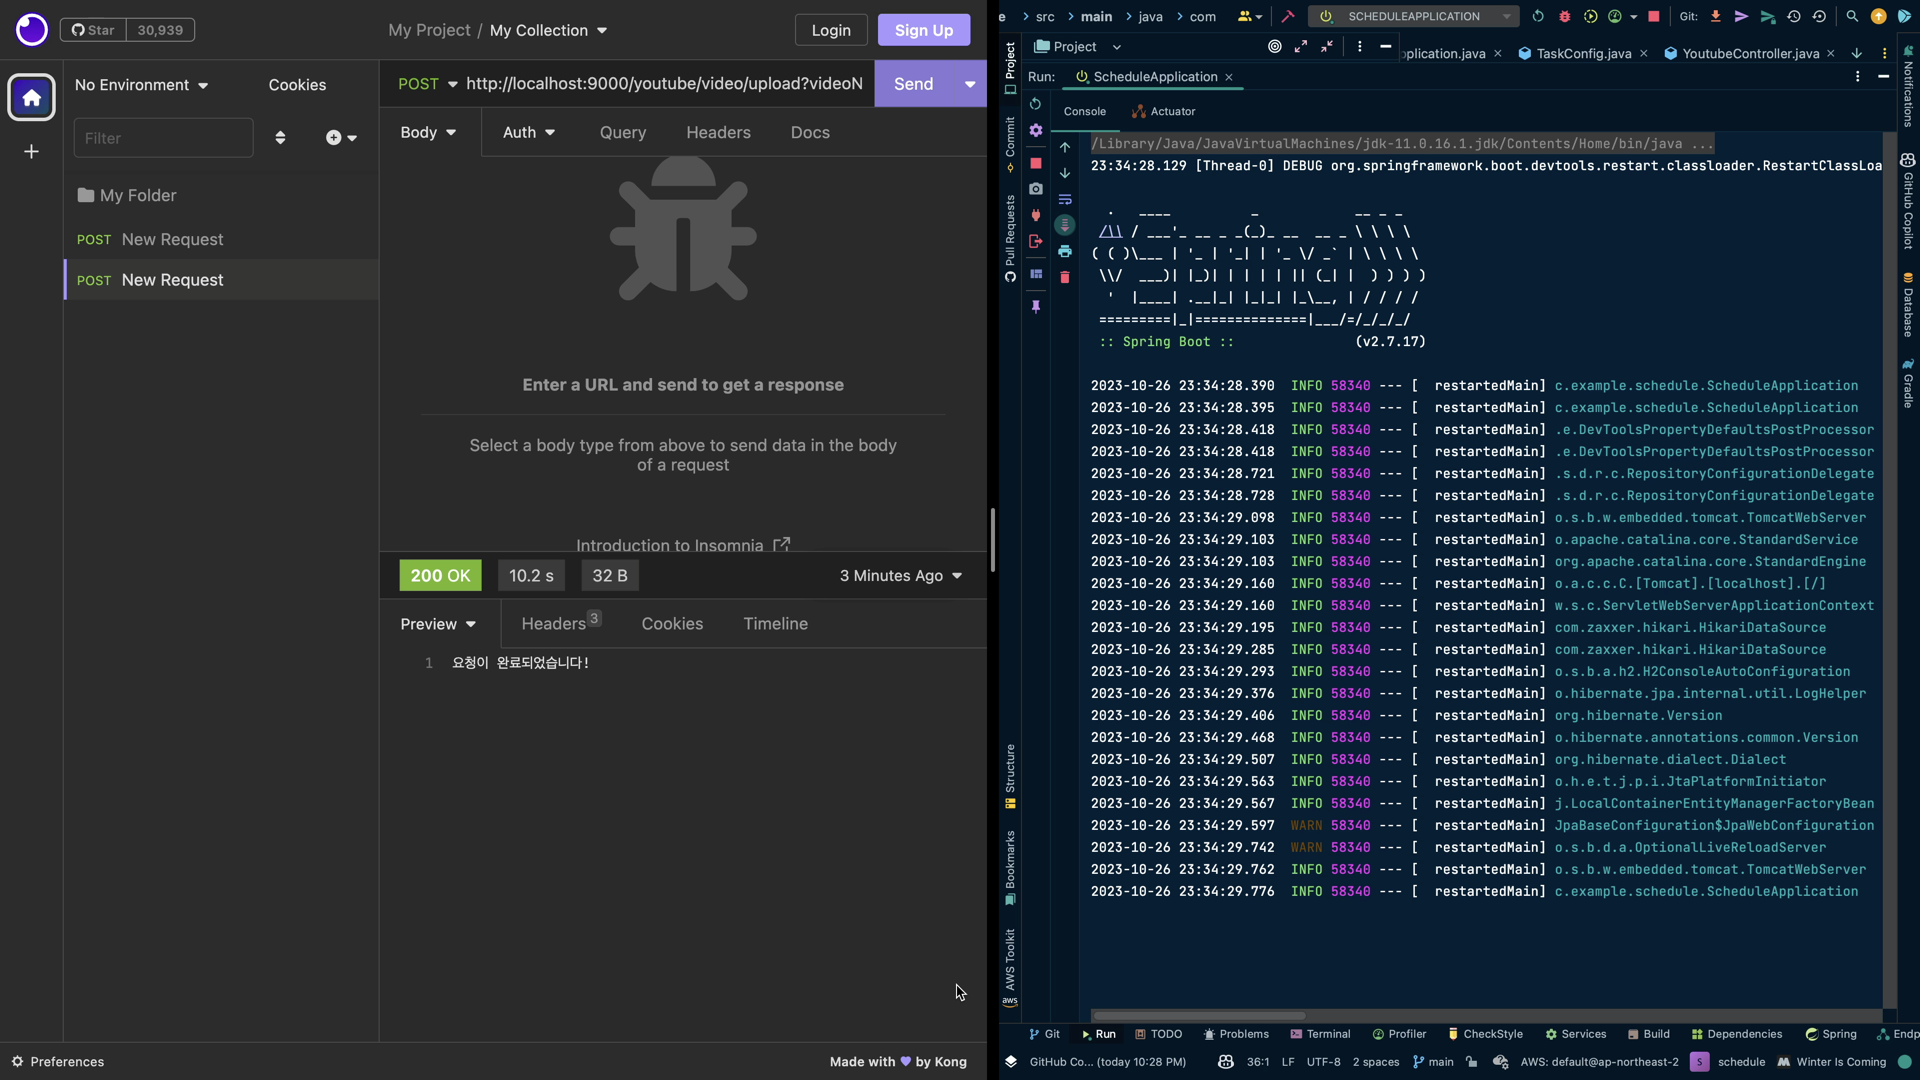 Star 30,939
My Project / My Collection
Login
Sign Up
No Environment
Cookies
Filter
My Folder
POST New Request
POST New Request
POST http://localhost:9000/youtube/video/upload?videoN
Send
Body
Auth
Query
Headers
Docs
Enter a URL and send to get a response
Select a body type from above to send data in the body
of a request
Introduction to Insomnia
200 OK
10.2 s
32 B
3 Minutes Ago
Preview
Headers 3
Cookies
Timeline
1 요청이 완료되었습니다!
Preferences
Made with by Kong
e › src › main › java › com
SCHEDULEAPPLICATION
Git:
Project
plication.java
TaskConfig.java
YoutubeController.java
Run: ScheduleApplication
Console
Actuator
/Library/Java/JavaVirtualMachines/jdk-11.0.16.1.jdk/Contents/Home/bin/java ...
23:34:28.129 [Thread-0] DEBUG org.springframework.boot.devtools.restart.classloader.RestartClassLoa
:: Spring Boot :: (v2.7.17)
2023-10-26 23:34:28.390 INFO 58340 --- [ restartedMain] c.example.schedule.ScheduleApplication
2023-10-26 23:34:28.395 INFO 58340 --- [ restartedMain] c.example.schedule.ScheduleApplication
2023-10-26 23:34:28.418 INFO 58340 --- [ restartedMain] .e.DevToolsPropertyDefaultsPostProcessor
2023-10-26 23:34:28.418 INFO 58340 --- [ restartedMain] .e.DevToolsPropertyDefaultsPostProcessor
2023-10-26 23:34:28.721 INFO 58340 --- [ restartedMain] .s.d.r.c.RepositoryConfigurationDelegate
2023-10-26 23:34:28.728 INFO 58340 --- [ restartedMain] .s.d.r.c.RepositoryConfigurationDelegate
2023-10-26 23:34:29.098 INFO 58340 --- [ restartedMain] o.s.b.w.embedded.tomcat.TomcatWebServer
2023-10-26 23:34:29.103 INFO 58340 --- [ restartedMain] o.apache.catalina.core.StandardService
2023-10-26 23:34:29.103 INFO 58340 --- [ restartedMain] org.apache.catalina.core.StandardEngine
2023-10-26 23:34:29.160 INFO 58340 --- [ restartedMain] o.a.c.c.C.[Tomcat].[localhost].[/]
2023-10-26 23:34:29.160 INFO 58340 --- [ restartedMain] w.s.c.ServletWebServerApplicationContext
2023-10-26 23:34:29.195 INFO 58340 --- [ restartedMain] com.zaxxer.hikari.HikariDataSource
2023-10-26 23:34:29.285 INFO 58340 --- [ restartedMain] com.zaxxer.hikari.HikariDataSource
2023-10-26 23:34:29.293 INFO 58340 --- [ restartedMain] o.s.b.a.h2.H2ConsoleAutoConfiguration
2023-10-26 23:34:29.376 INFO 58340 --- [ restartedMain] o.hibernate.jpa.internal.util.LogHelper
2023-10-26 23:34:29.406 INFO 58340 --- [ restartedMain] org.hibernate.Version
2023-10-26 23:34:29.468 INFO 58340 --- [ restartedMain] o.hibernate.annotations.common.Version
2023-10-26 23:34:29.507 INFO 58340 --- [ restartedMain] org.hibernate.dialect.Dialect
2023-10-26 23:34:29.563 INFO 58340 --- [ restartedMain] o.h.e.t.j.p.i.JtaPlatformInitiator
2023-10-26 23:34:29.567 INFO 58340 --- [ restartedMain] j.LocalContainerEntityManagerFactoryBean
2023-10-26 23:34:29.597 WARN 58340 --- [ restartedMain] JpaBaseConfiguration$JpaWebConfiguration
2023-10-26 23:34:29.742 WARN 58340 --- [ restartedMain] o.s.b.d.a.OptionalLiveReloadServer
2023-10-26 23:34:29.762 INFO 58340 --- [ restartedMain] o.s.b.w.embedded.tomcat.TomcatWebServer
2023-10-26 23:34:29.776 INFO 58340 --- [ restartedMain] c.example.schedule.ScheduleApplication
Project
Commit
Pull Requests
Structure
Bookmarks
AWS Toolkit
aws
Notifications
GitHub Copilot
Database
Gradle
Git
Run
TODO
Problems
Terminal
Profiler
CheckStyle
Services
Build
Dependencies
Spring
Endp
GitHub Co... (today 10:28 PM)
36:1
LF
UTF-8
2 spaces
main
AWS: default@ap-northeast-2
S schedule
Winter Is Coming